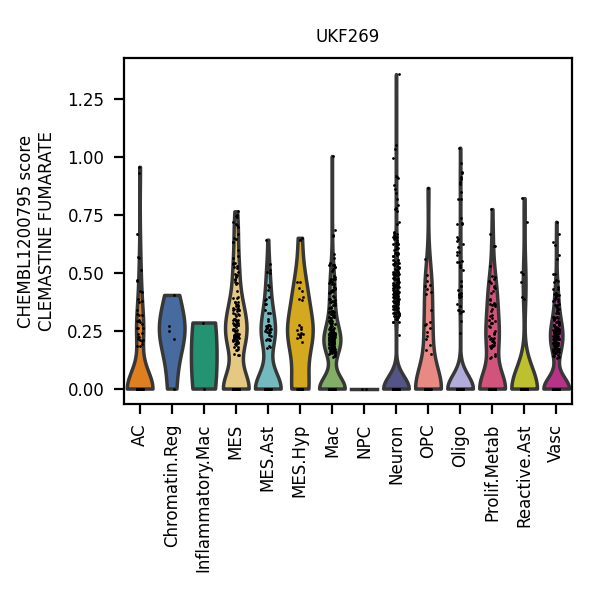 UKF269
CHEMBL1200795 score
CLEMASTINE FUMARATE
1.25
1.00
0.75
0.50
0.25
0.00
AC
Chromatin.Reg
Inflammatory.Mac
MES
MES.Ast
MES.Hyp
Mac
NPC
Neuron
OPC
Oligo
Prolif.Metab
Reactive.Ast
Vasc